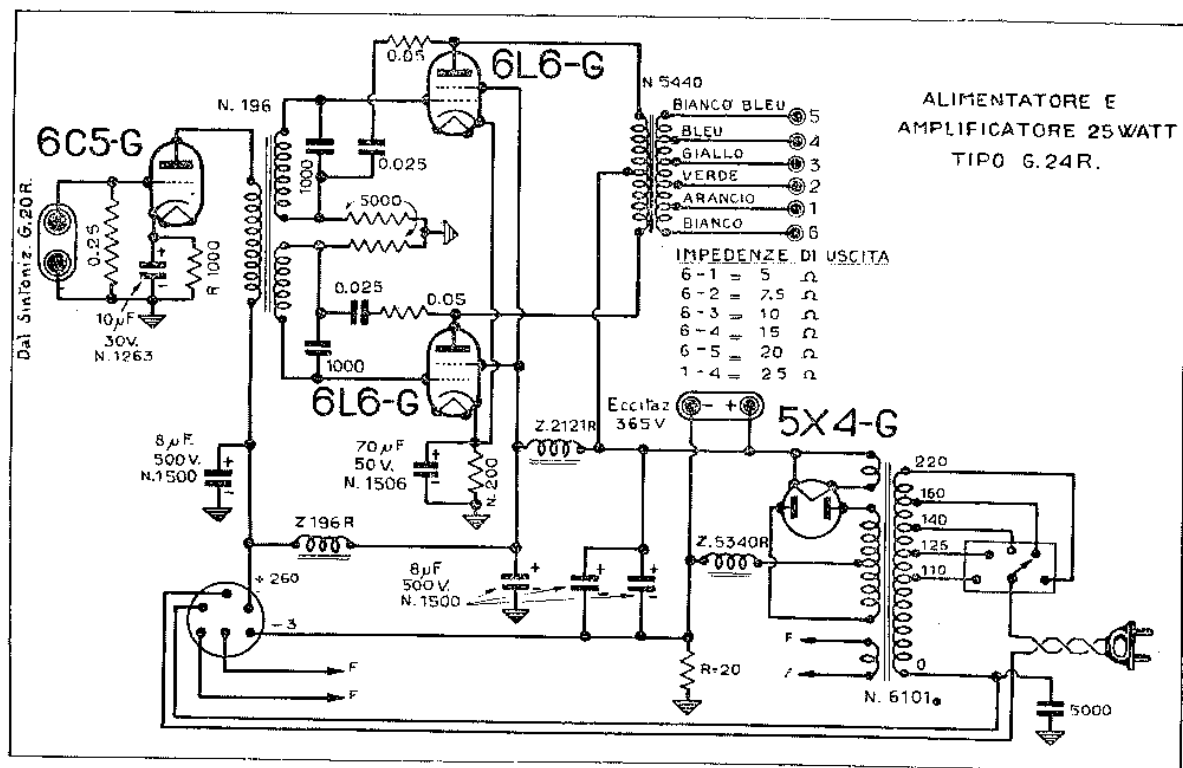 6L6-G
0.05
N. 196
N 5440
BIANCO BLEU 5
BLEU 4
GIALLO 3
VERDE 2
ARANCIO 1
BIANCO 6
ALIMENTATORE E
AMPLIFICATORE 25 WATT
TIPO G.24R.
6C5-G
1000
0.025
5000
Dal Sintoniz. G.20R.
0.25
R 1000
10µF
30V.
N.1263
IMPEDENZE DI USCITA
6-1 = 5 Ω
6-2 = 7.5 Ω
6-3 = 10 Ω
6-4 = 15 Ω
6-5 = 20 Ω
1-4 = 25 Ω
0.025
0.05
1000
6L6-G
Eccitaz
365V
- +
5X4-G
8µF.
500V.
N.1500
+
-
70µF
50V.
N.1506
+
-
N.200
Z.2121R
220
160
140
125
110
0
Z196R
Z.5340R
8µF
500V.
N.1500
+
-
+
-
+
-
+ 260
- 3
F
F
F
R=20
N. 6101
5000